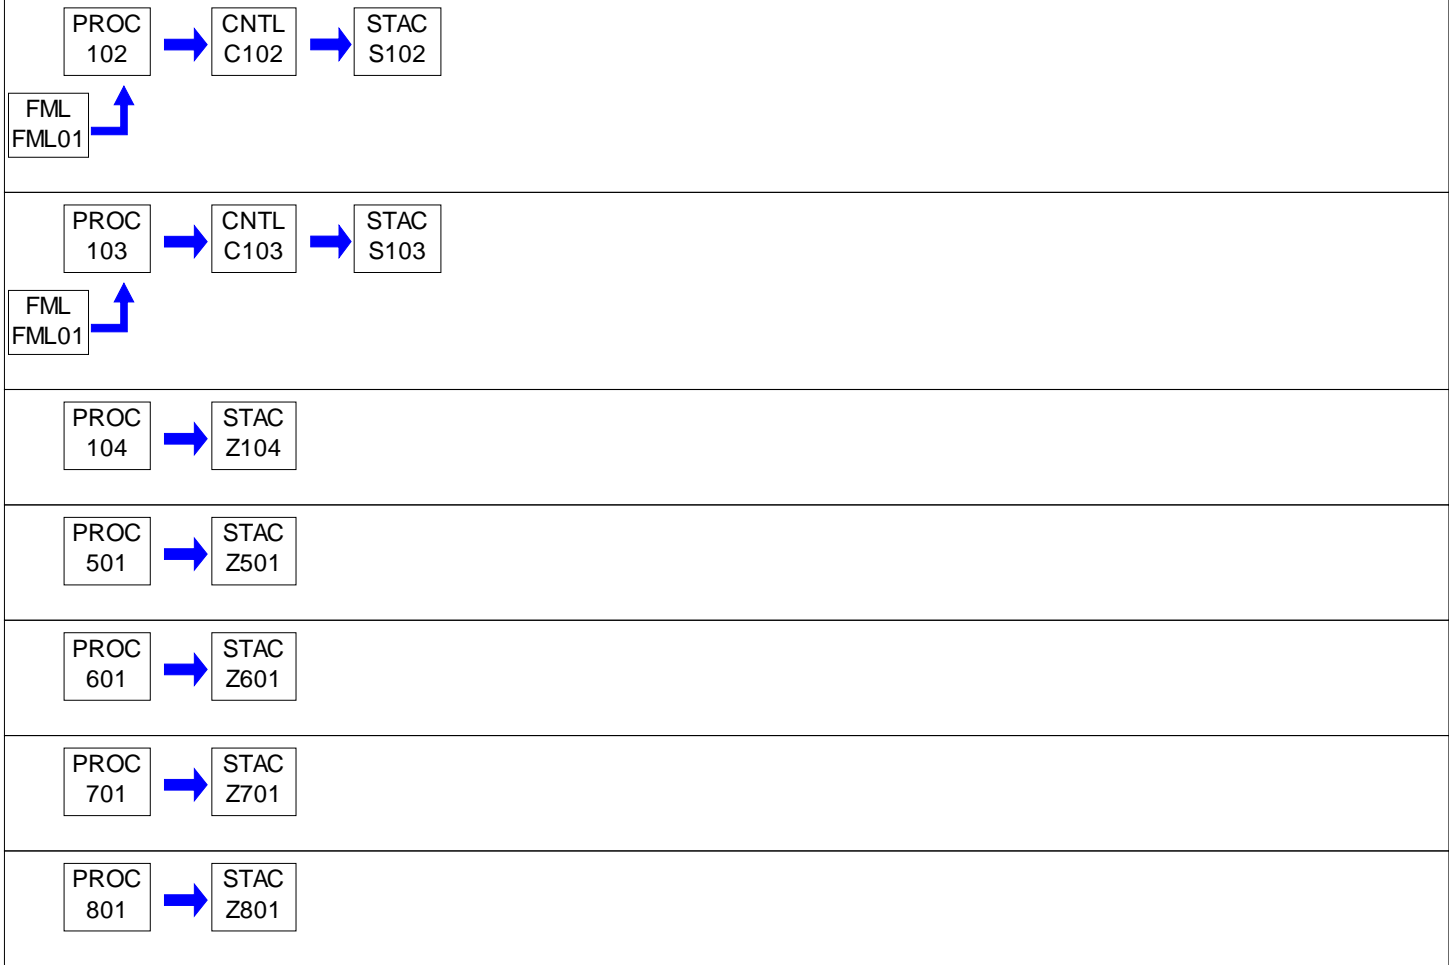 PROC
102
CNTL
C102
STAC
S102
FML
FML01
PROC
103
CNTL
C103
STAC
S103
FML
FML01
PROC
104
STAC
Z104
PROC
501
STAC
Z501
PROC
601
STAC
Z601
PROC
701
STAC
Z701
PROC
801
STAC
Z801